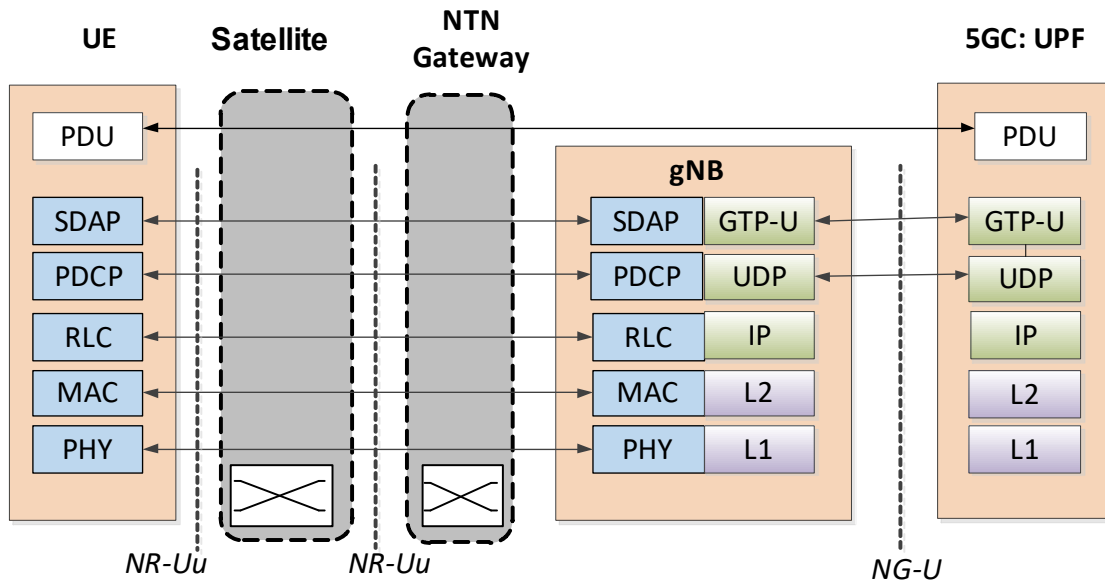 UE
Satellite
NTN
Gateway
5GC: UPF
PDU
PDU
gNB
SDAP
SDAP
GTP-U
GTP-U
PDCP
PDCP
UDP
UDP
RLC
RLC
IP
IP
MAC
MAC
L2
L2
PHY
PHY
L1
L1
NR-Uu
NR-Uu
NG-U